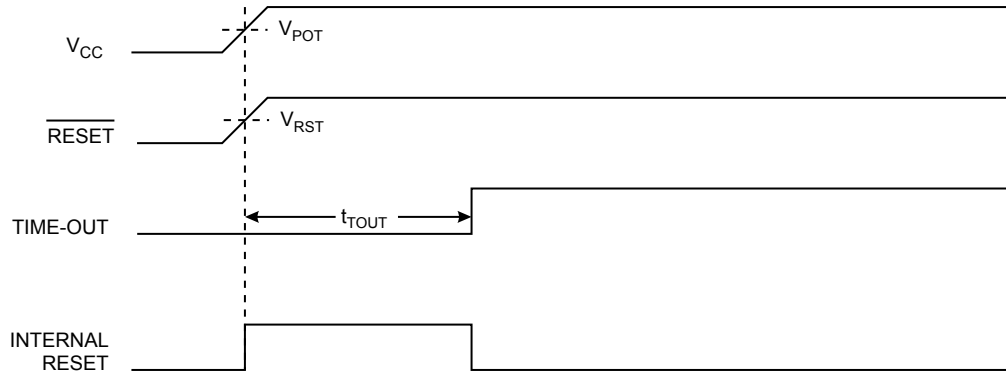 V_CC
V_POT
RESET
V_RST
TIME-OUT
t_TOUT
INTERNAL
RESET